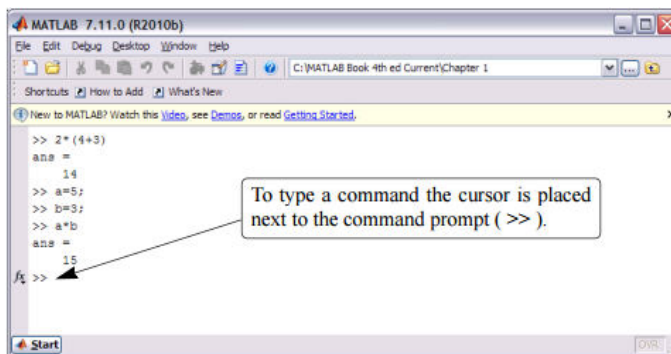 MATLAB 7.11.0 (R2010b)
File Edit Debug Desktop Window Help
C:\MATLAB Book 4th ed Current\Chapter 1
Shortcuts How to Add What's New
New to MATLAB? Watch this Video, see Demos, or read Getting Started.
>> 2*(4+3)
ans =
14
>> a=5;
>> b=3;
>> a*b
ans =
15
fx >>
To type a command the cursor is placed
next to the command prompt ( >> ).
Start
OVR